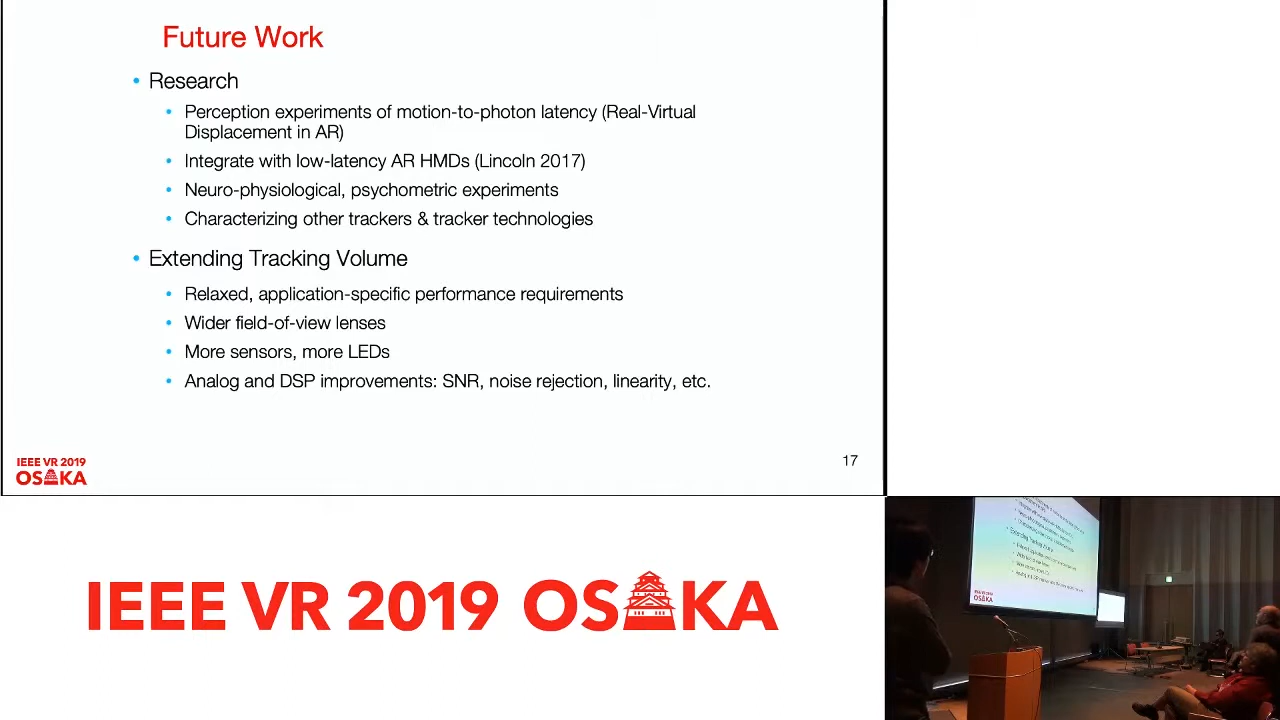 Future Work
• Research
• Perception experiments of motion-to-photon latency (Real-Virtual
Displacement in AR)
• Integrate with low-latency AR HMDs (Lincoln 2017)
• Neuro-physiological, psychometric experiments
• Characterizing other trackers & tracker technologies
• Extending Tracking Volume
• Relaxed, application-specific performance requirements
• Wider field-of-view lenses
• More sensors, more LEDs
• Analog and DSP improvements: SNR, noise rejection, linearity, etc.
IEEE VR 2019
OSAKA
17
IEEE VR 2019 OSAKA